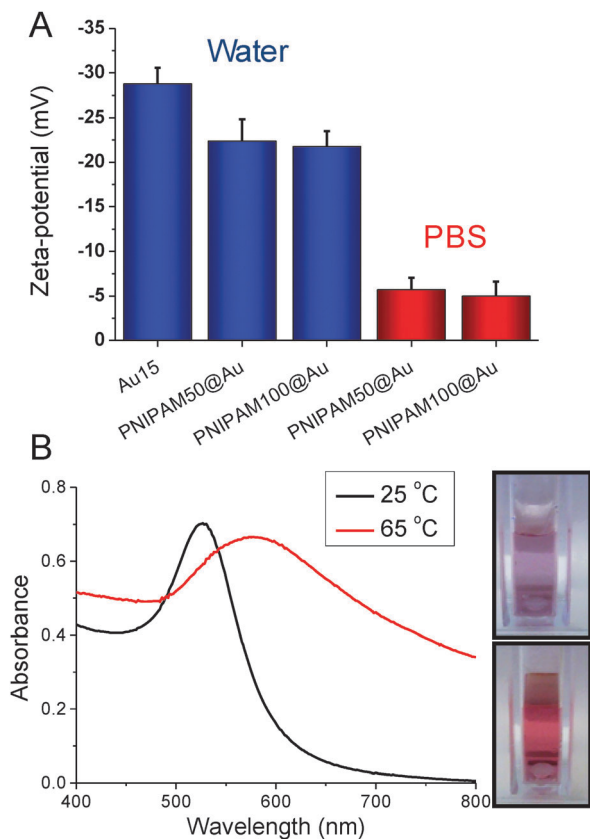 A
Water
PBS
Zeta-potential (mV)
-35
-30
-25
-20
-15
-10
-5
0
Au15
PNIPAM50@Au
PNIPAM100@Au
PNIPAM50@Au
PNIPAM100@Au
B
25 °C
65 °C
Absorbance
0.8
0.6
0.4
0.2
0.0
400 500 600 700 800
Wavelength (nm)